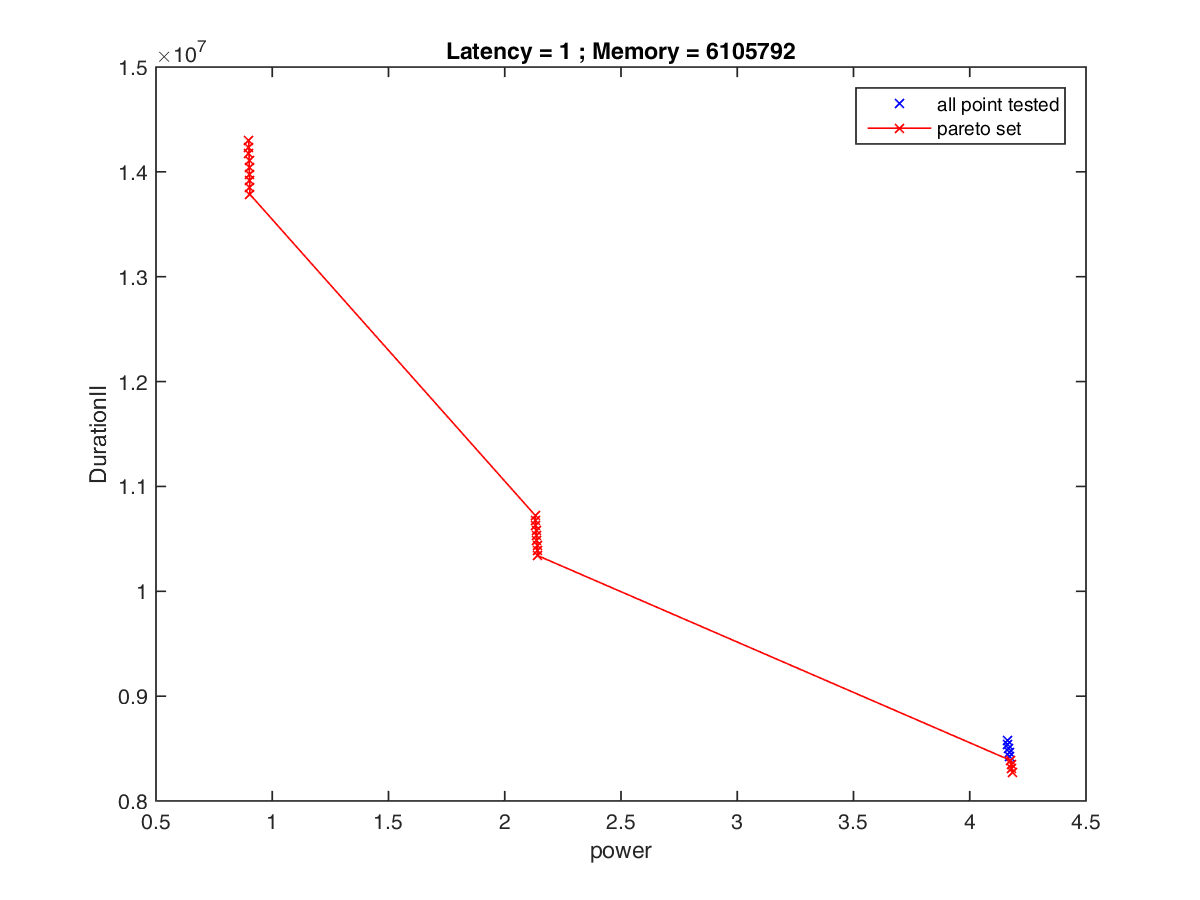 Latency = 1 ; Memory = 6105792
×10^7
all point tested
pareto set
1.5
1.4
1.3
1.2
1.1
1
0.9
0.8
DurationII
0.5 1 1.5 2 2.5 3 3.5 4 4.5
power